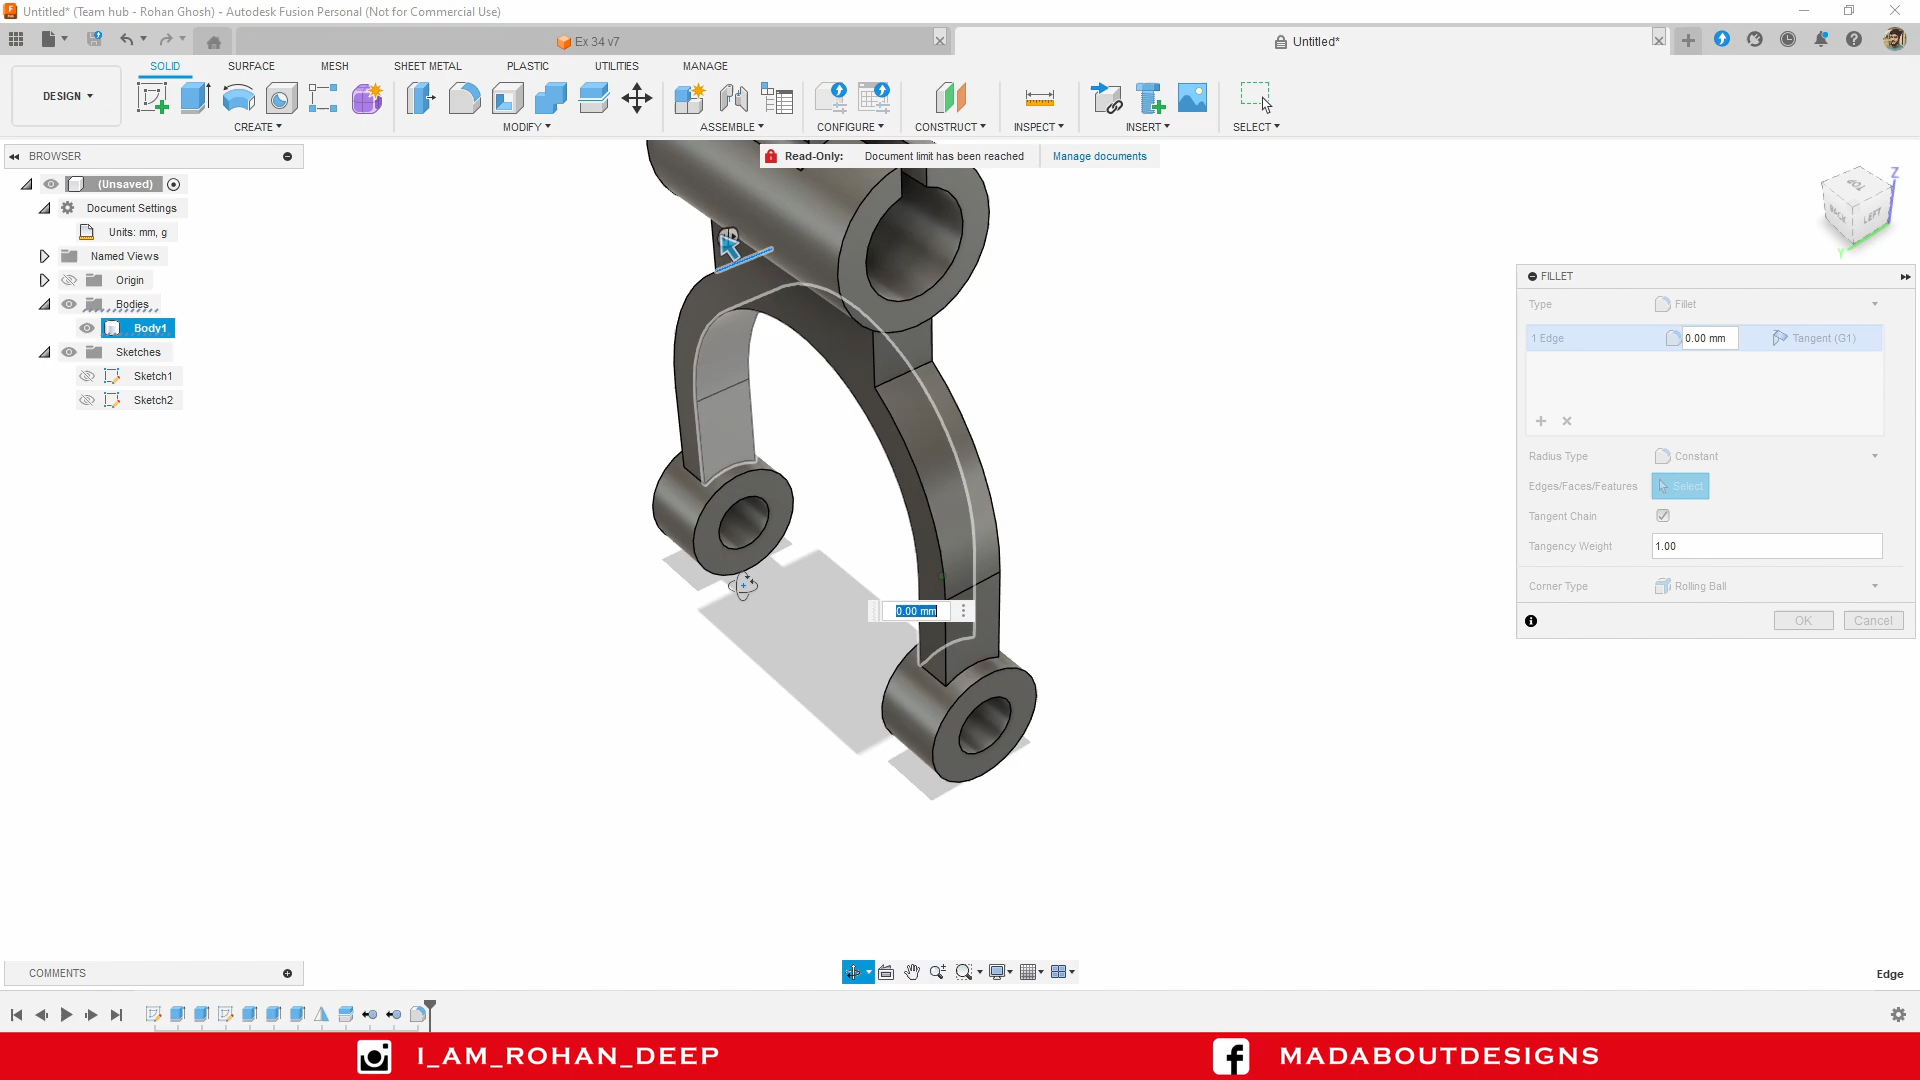 Untitled* (Team hub - Rohan Ghosh) - Autodesk Fusion Personal (Not for Commercial Use)
Ex 34 v7
Untitled*
DESIGN
SOLID
SURFACE
MESH
SHEET METAL
PLASTIC
UTILITIES
MANAGE
CREATE
MODIFY
ASSEMBLE
CONFIGURE
CONSTRUCT
INSPECT
INSERT
SELECT
BROWSER
Read-Only: Document limit has been reached Manage documents
(Unsaved)
Document Settings
Units: mm, g
Named Views
Origin
Bodies
Body1
Sketches
Sketch1
Sketch2
TOP
BACK
LEFT
Z
Y
FILLET
Type Fillet
1 Edge 0.00 mm Tangent (G1)
Radius Type Constant
Edges/Faces/Features Select
Tangent Chain
Tangency Weight 1.00
Corner Type Rolling Ball
OK Cancel
0.00 mm
COMMENTS
Edge
I_AM_ROHAN_DEEP
MADABOUTDESIGNS